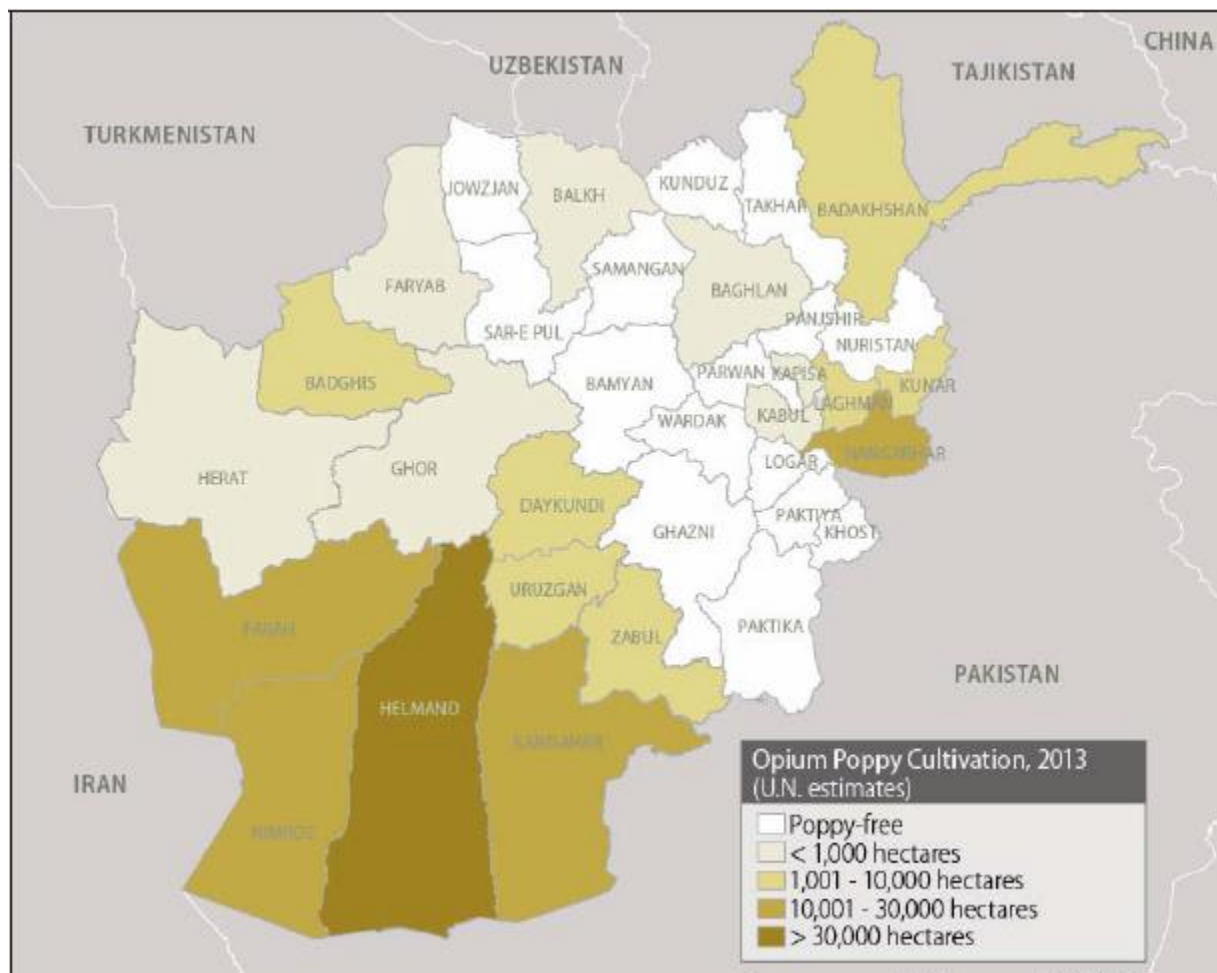 CHINA
UZBEKISTAN
TAJIKISTAN
TURKMENISTAN
JOWZJAN
BALKH
KUNDUZ
TAKHAR
BADAKHSHAN
FARYAB
SAMANGAN
BAGHLAN
SAR-E PUL
PANJSHIR
NURISTAN
BADGHIS
BAMYAN
PARWAN
KAPISA
KUNAR
LAGHMAN
KABUL
WARDAK
NANGARHAR
LOGAR
HERAT
GHOR
DAYKUNDI
GHAZNI
PAKTIYA
KHOST
URUZGAN
ZABUL
PAKTIKA
FARAH
HELMAND
KANDAHAR
PAKISTAN
IRAN
NIMROZ
Opium Poppy Cultivation, 2013
(U.N. estimates)
Poppy-free
< 1,000 hectares
1,001 - 10,000 hectares
10,001 - 30,000 hectares
> 30,000 hectares